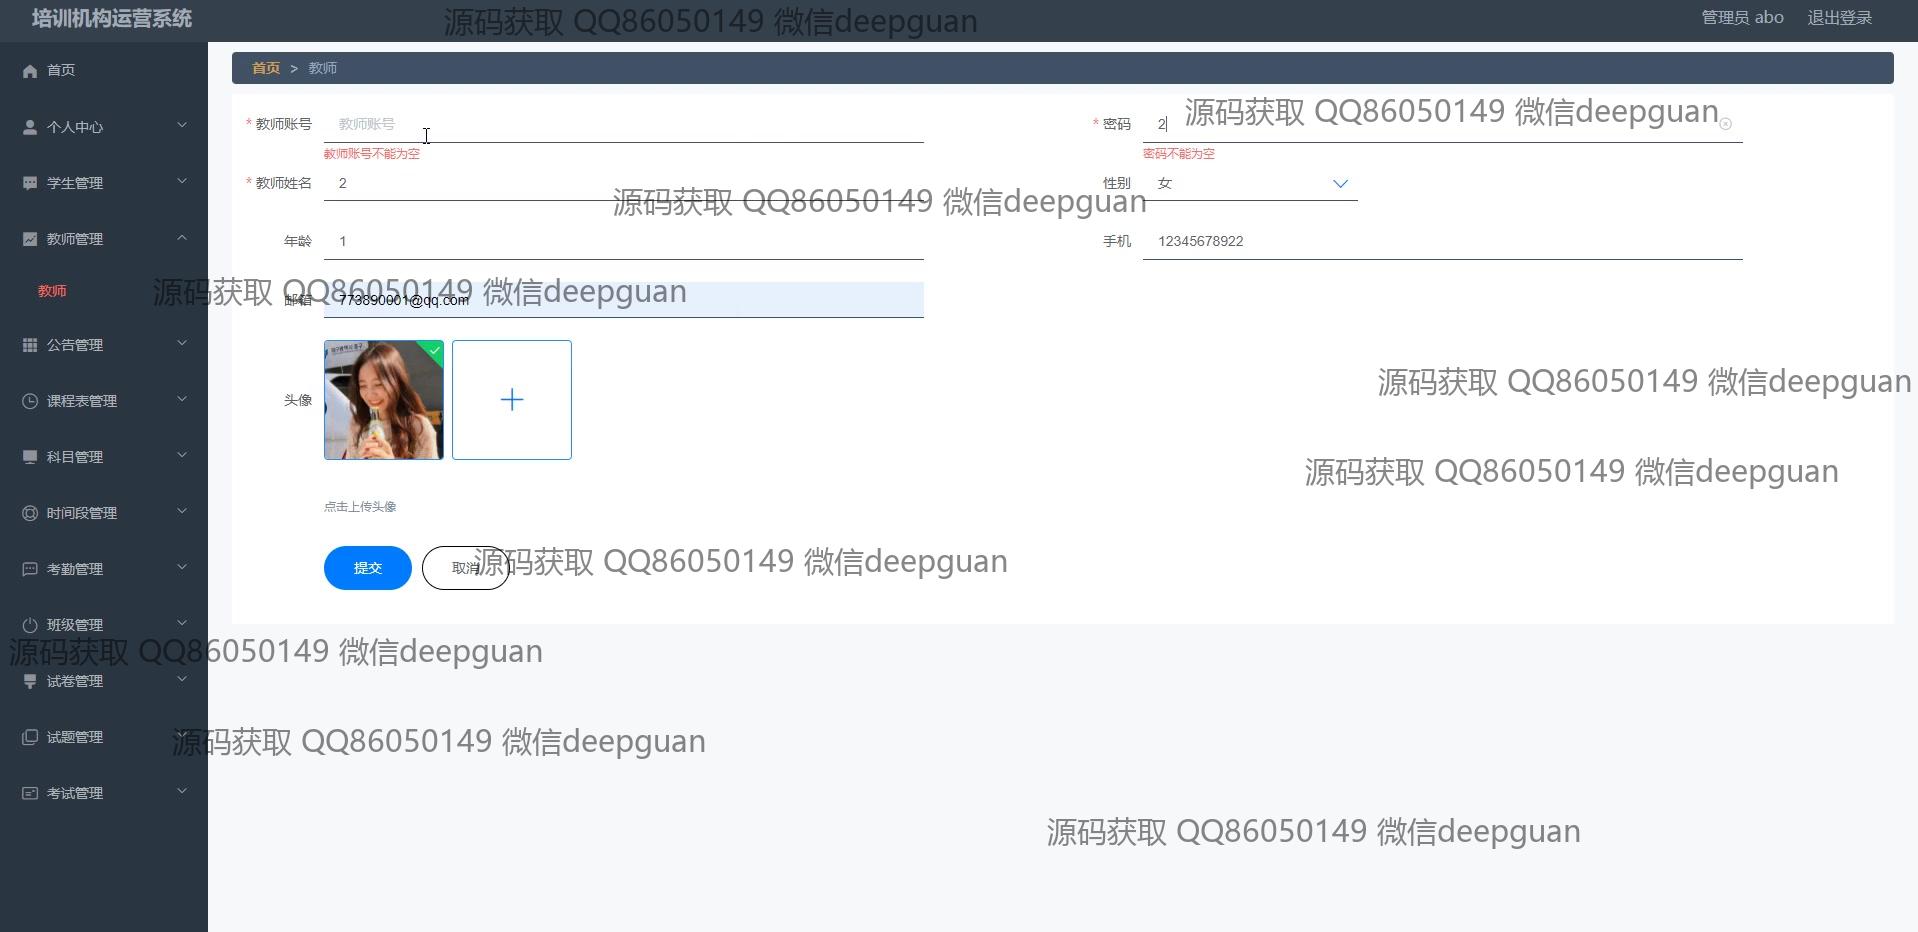 培训机构运营系统
源码获取 QQ86050149 微信deepguan
管理员 abo 退出登录
首页
个人中心
学生管理
教师管理
教师
公告管理
课程表管理
科目管理
时间段管理
考勤管理
班级管理
试卷管理
试题管理
考试管理
首页 > 教师
* 教师账号 教师账号
教师账号不能为空
* 密码 2
源码获取 QQ86050149 微信deepguan
密码不能为空
* 教师姓名 2
性别 女
源码获取 QQ86050149 微信deepguan
年龄 1
手机 12345678922
源码获取 QQ86050149 微信deepguan
邮箱 773890001@qq.com
头像
源码获取 QQ86050149 微信deepguan
源码获取 QQ86050149 微信deepguan
点击上传头像
提交 取消
源码获取 QQ86050149 微信deepguan
源码获取 QQ86050149 微信deepguan
源码获取 QQ86050149 微信deepguan
源码获取 QQ86050149 微信deepguan